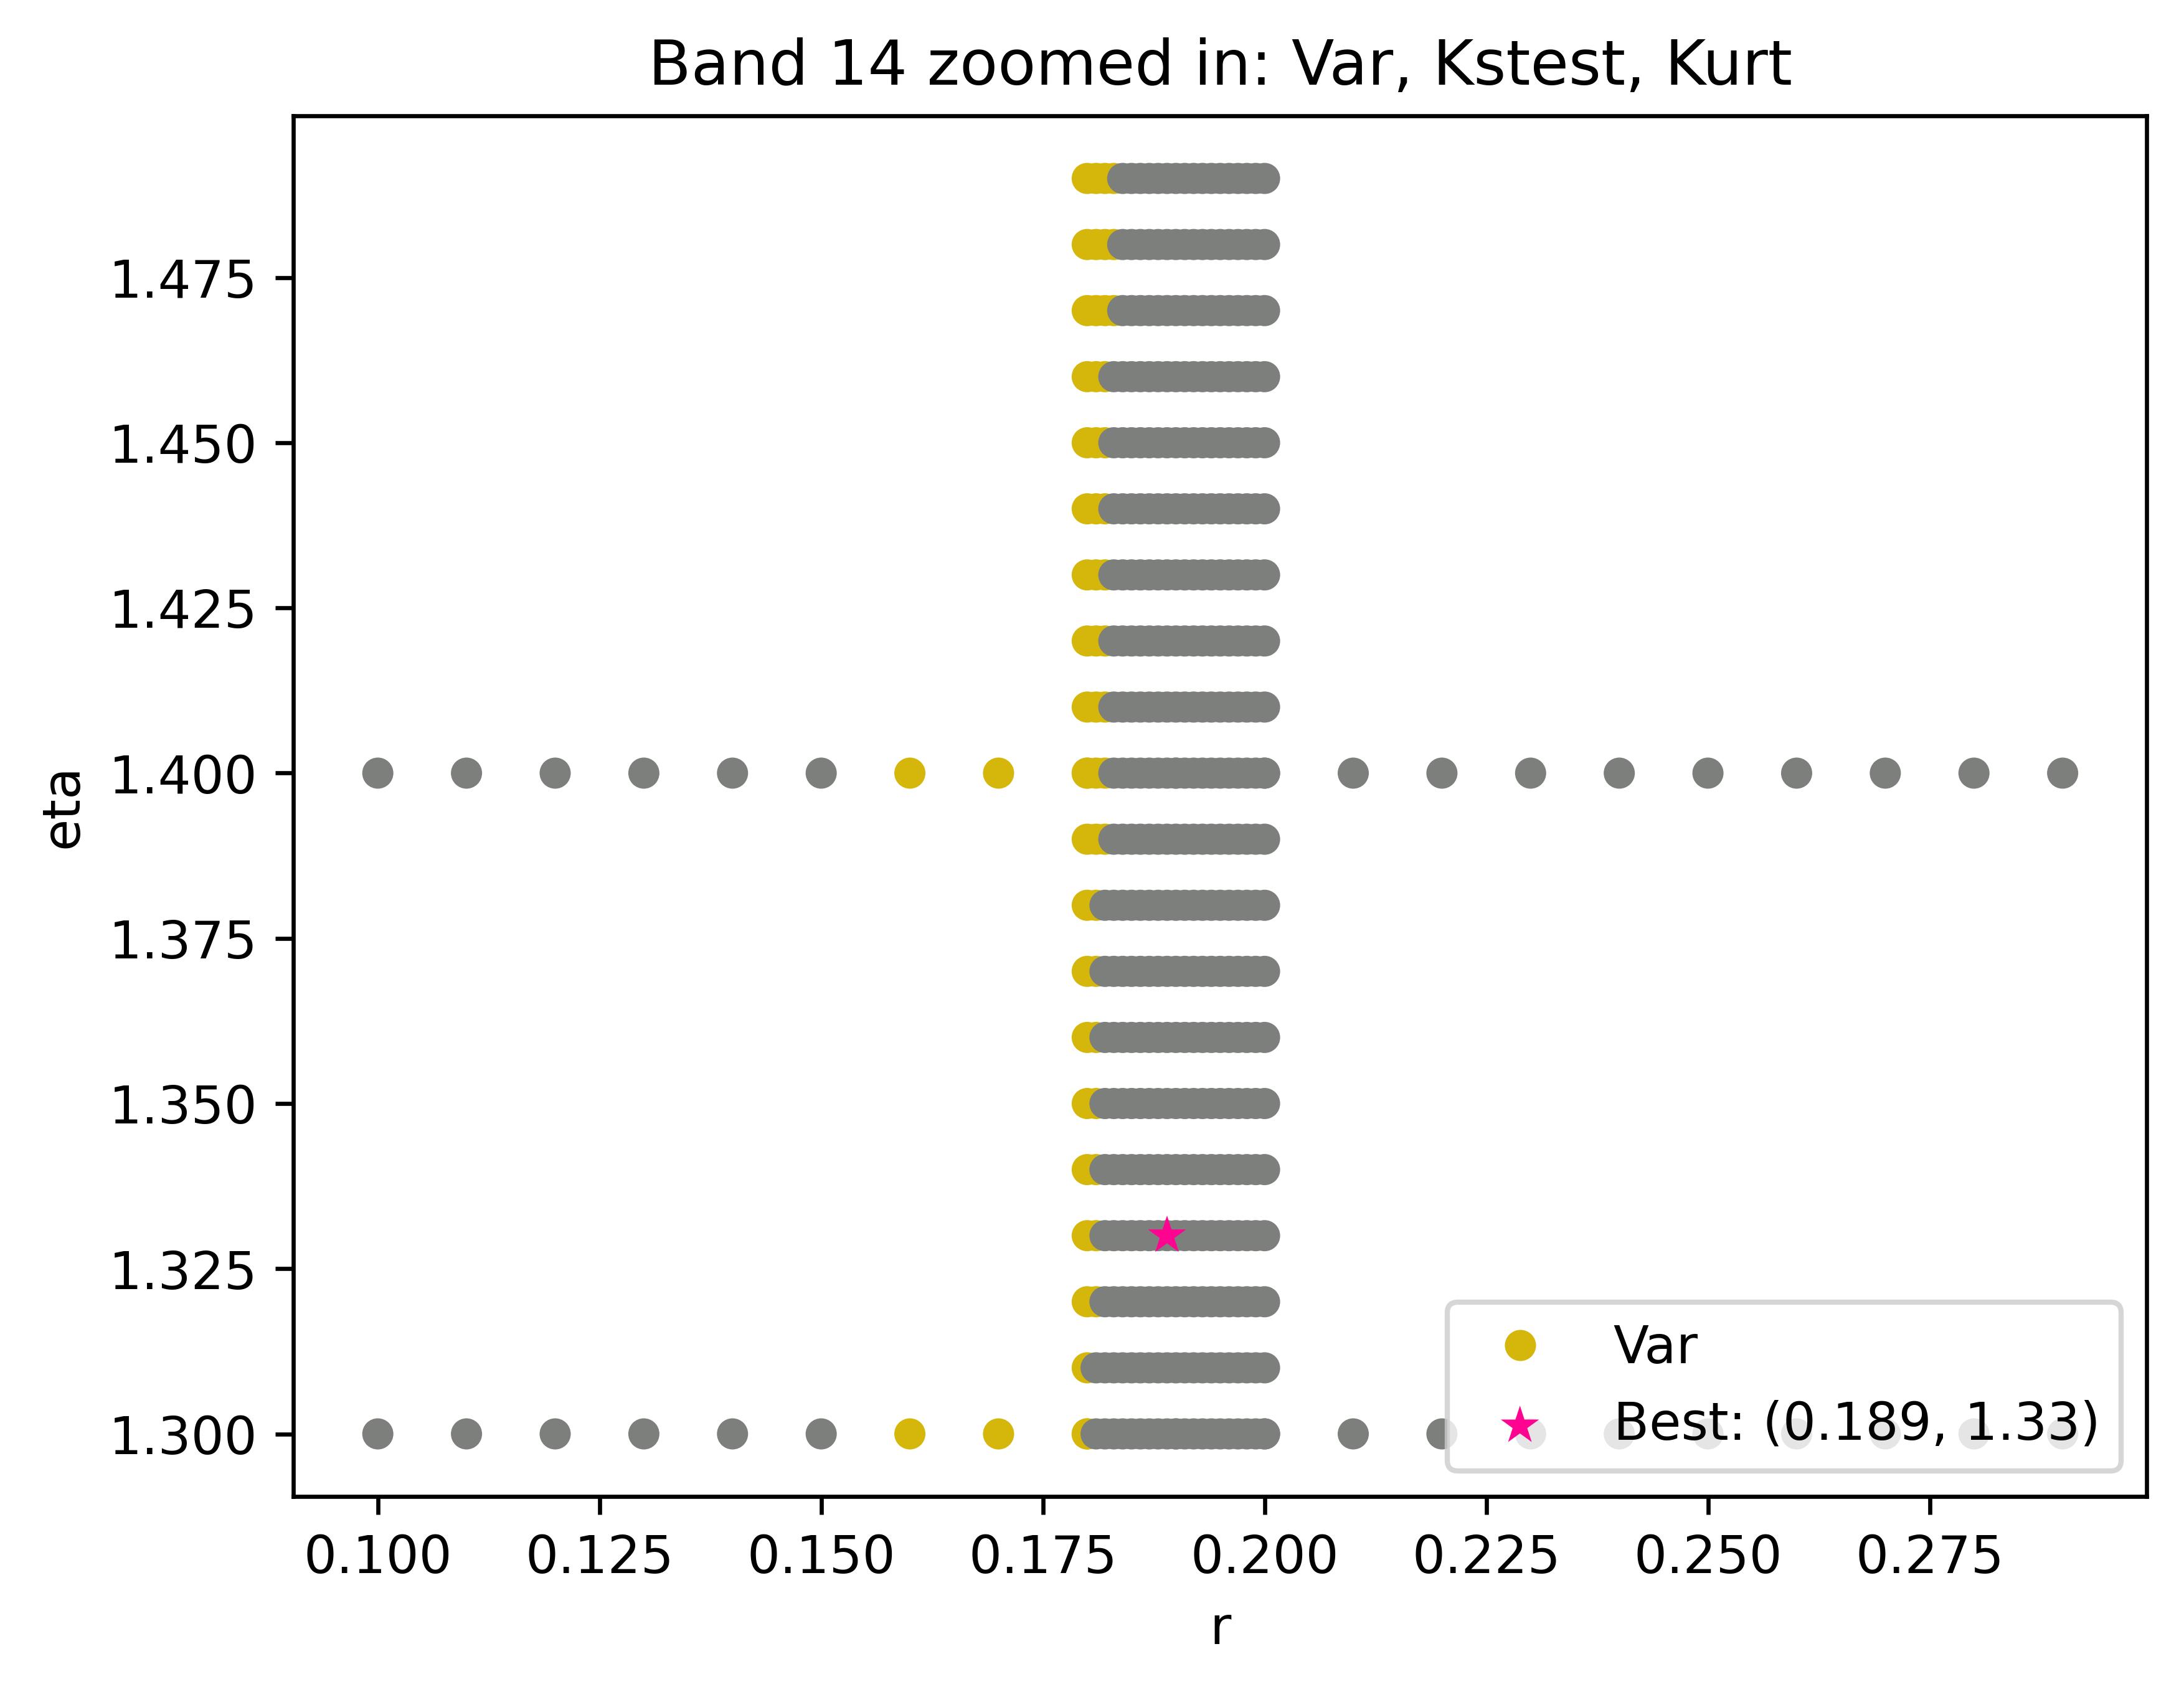 Band 14 zoomed in: Var, Kstest, Kurt
1.475
1.450
1.425
1.400
1.375
1.350
1.325
1.300
eta
Var
Best: (0.189, 1.33)
0.100 0.125 0.150 0.175 0.200 0.225 0.250 0.275
r